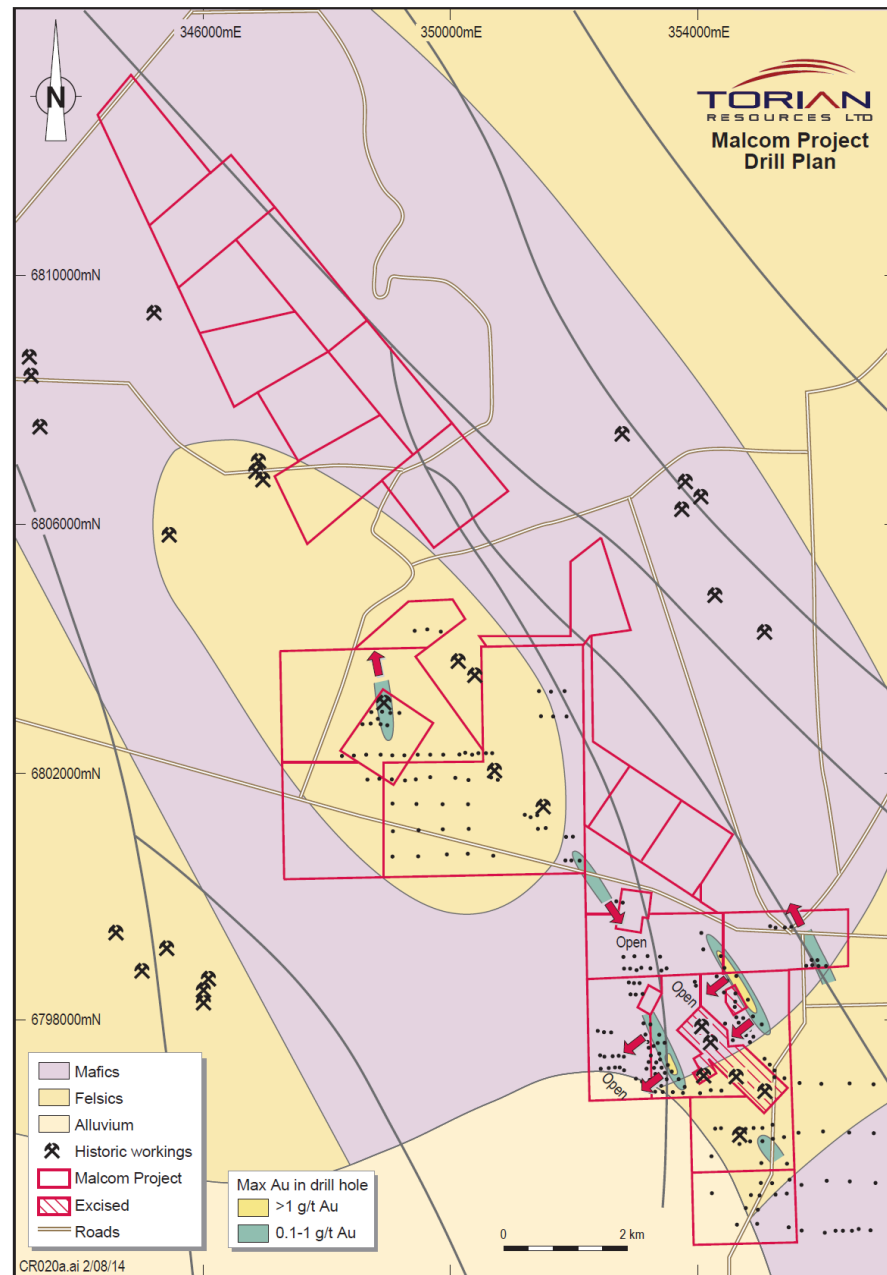 346000mE
350000mE
354000mE
N
TORIAN
RESOURCES LTD
Malcom Project
Drill Plan
6810000mN
6806000mN
6802000mN
6798000mN
Open
Open
Open
Mafics
Felsics
Alluvium
Historic workings
Malcom Project
Excised
Roads
Max Au in drill hole
>1 g/t Au
0.1-1 g/t Au
0
2 km
CR020a.ai 2/08/14